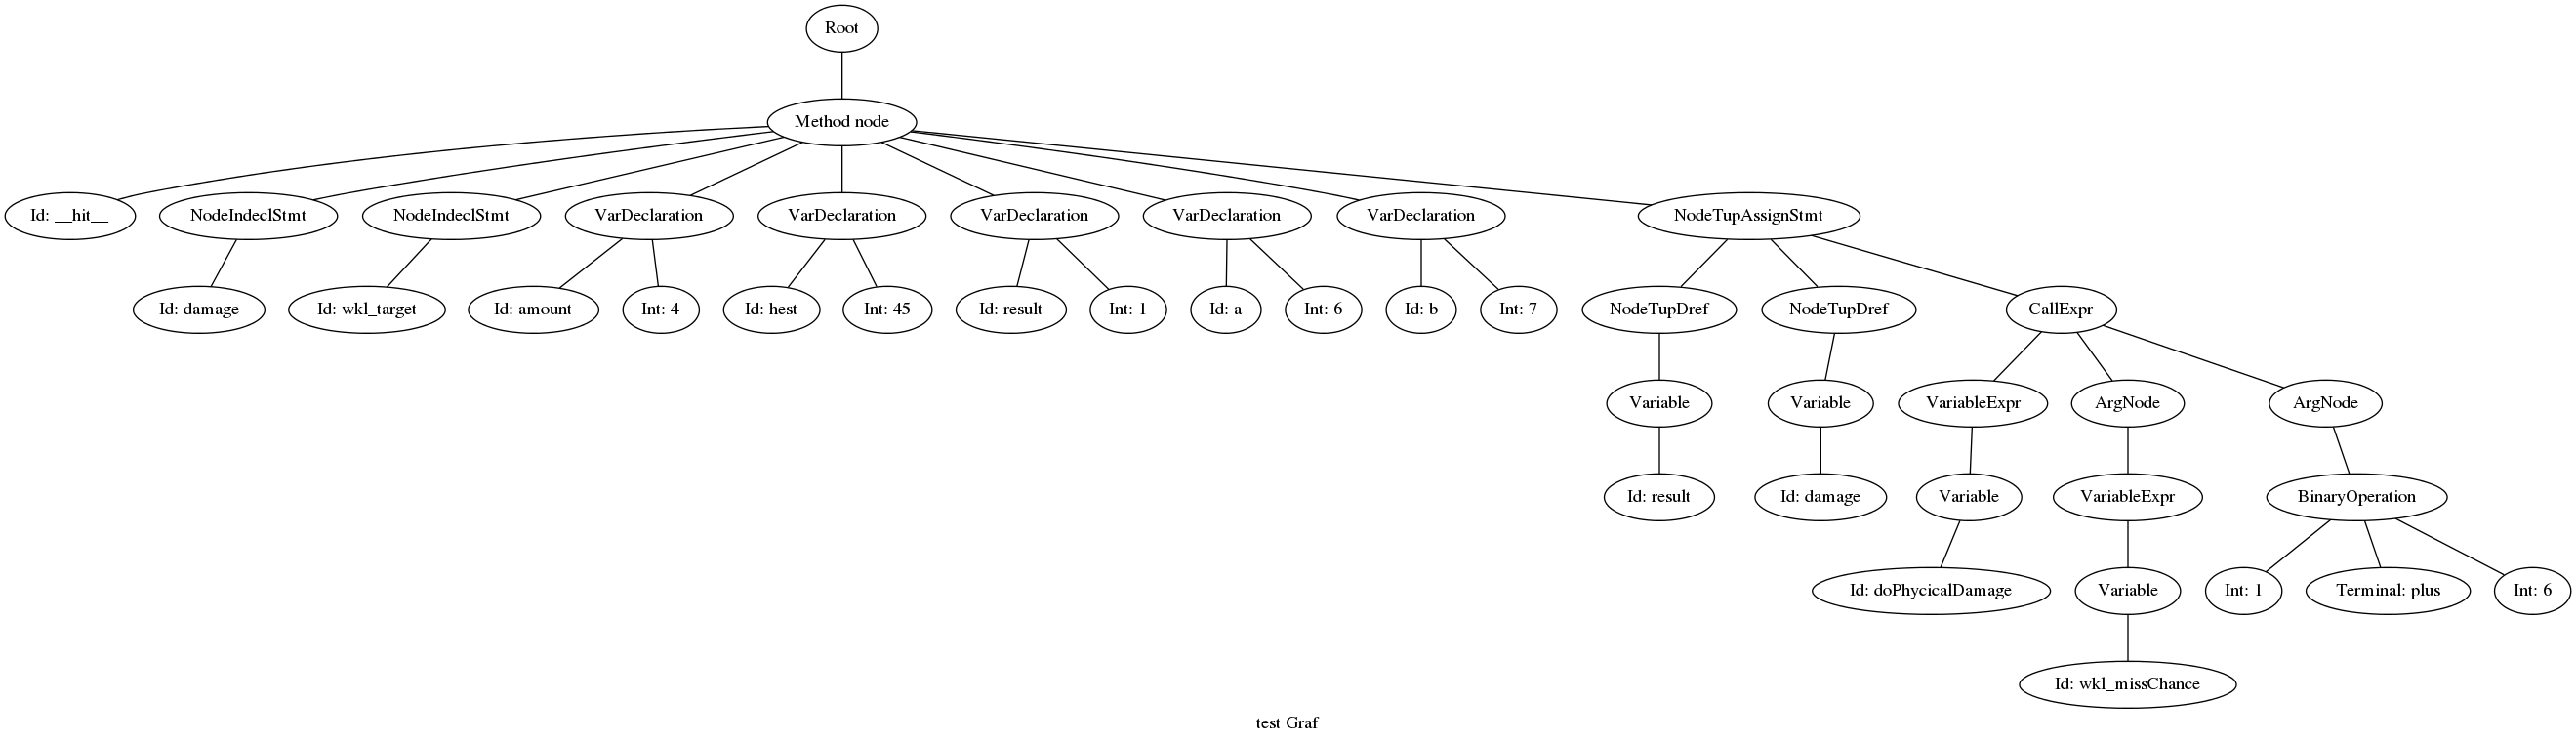 Root
Method node
Id: __hit__
NodeIndeclStmt
NodeIndeclStmt
VarDeclaration
VarDeclaration
VarDeclaration
VarDeclaration
VarDeclaration
NodeTupAssignStmt
Id: damage
Id: wkl_target
Id: amount
Int: 4
Id: hest
Int: 45
Id: result
Int: 1
Id: a
Int: 6
Id: b
Int: 7
NodeTupDref
NodeTupDref
CallExpr
Variable
Variable
VariableExpr
ArgNode
ArgNode
Id: result
Id: damage
Variable
VariableExpr
BinaryOperation
Id: doPhycicalDamage
Variable
Int: 1
Terminal: plus
Int: 6
Id: wkl_missChance
test Graf